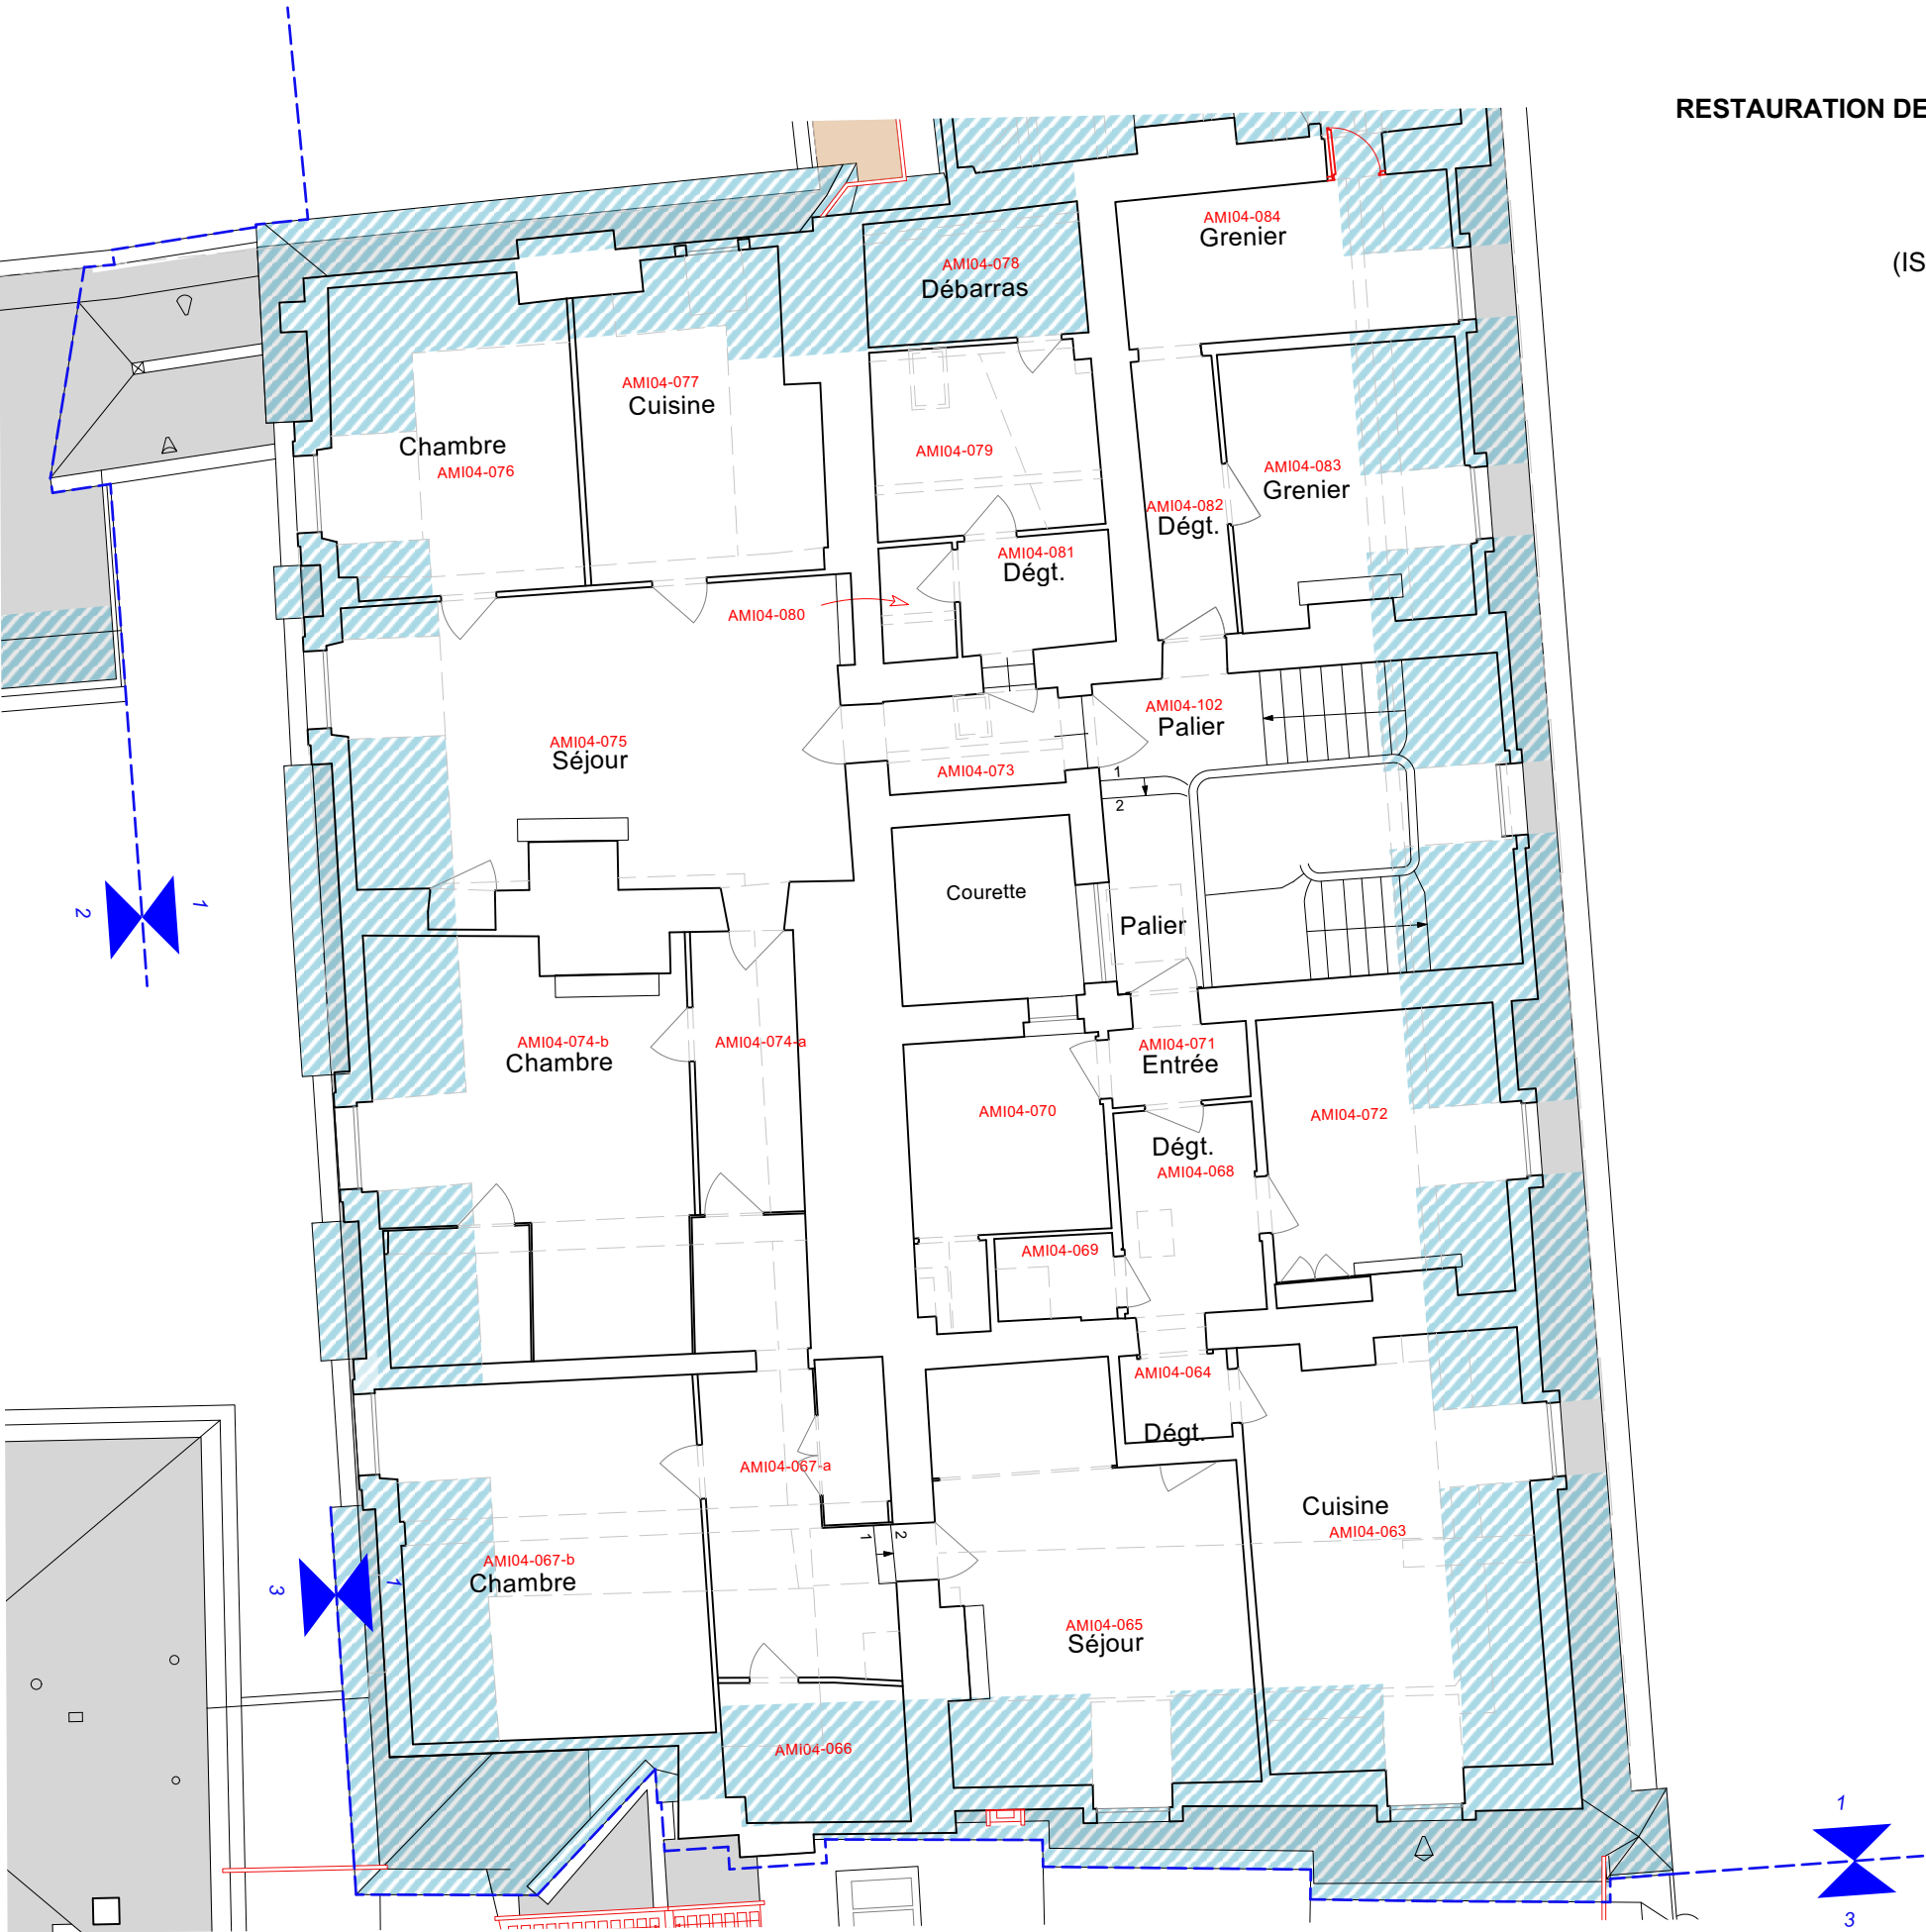 RESTAURATION DE
(IS
AMI04-084
Grenier
AMI04-078
Débarras
AMI04-077
Cuisine
Chambre
AMI04-076
AMI04-079
AMI04-083
Grenier
AMI04-082
Dégt.
AMI04-081
Dégt.
AMI04-080
AMI04-102
Palier
AMI04-075
Séjour
AMI04-073
1
2
Courette
Palier
2
1
AMI04-074-b
Chambre
AMI04-074-a
AMI04-071
Entrée
AMI04-070
AMI04-072
Dégt.
AMI04-068
AMI04-069
AMI04-064
Dégt.
AMI04-067-a
Cuisine
AMI04-063
1
2
AMI04-067-b
Chambre
3
1
AMI04-065
Séjour
AMI04-066
1
3